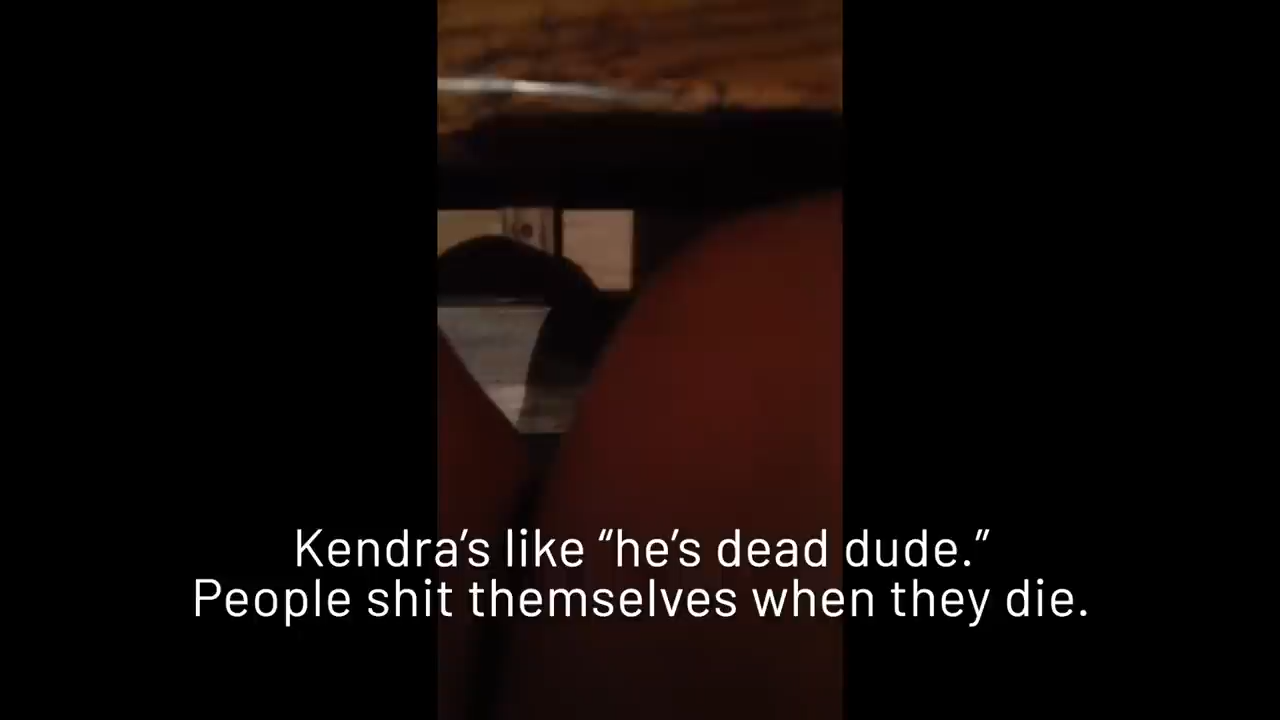 Kendra's like “he's dead dude.”
People shit themselves when they die.